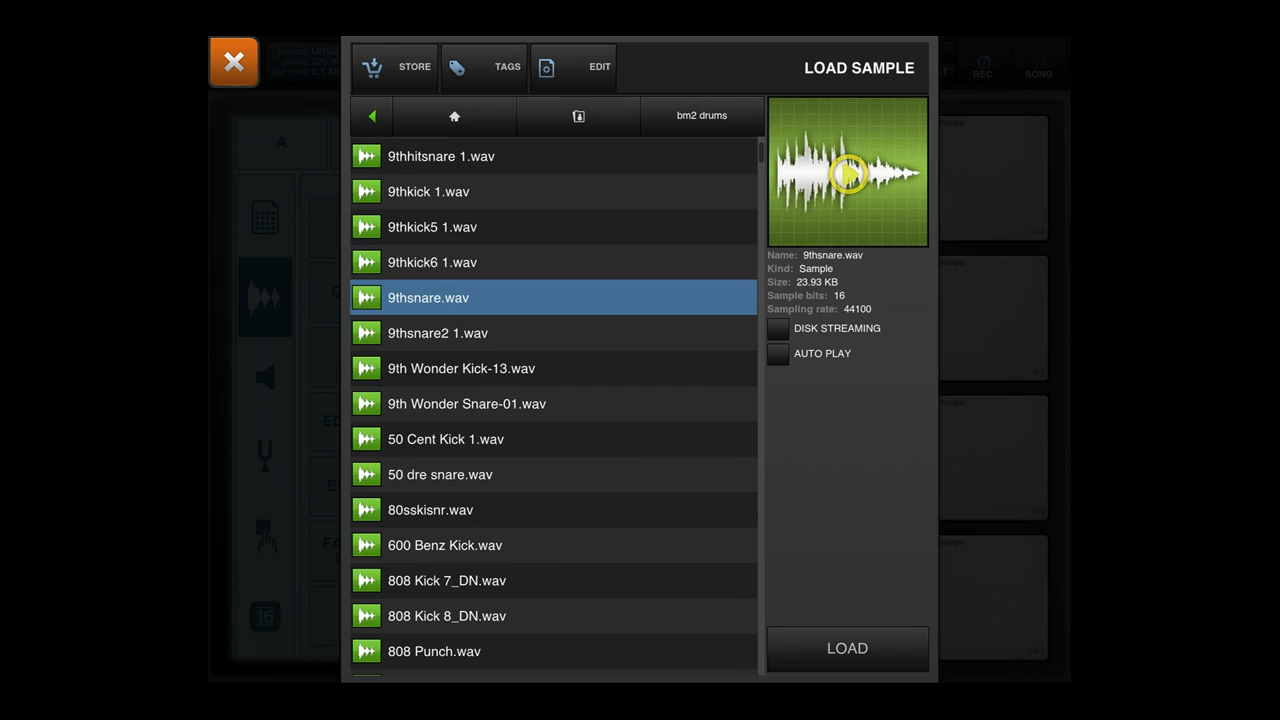 STORE
TAGS
EDIT
LOAD SAMPLE
bm2 drums
9thhitsnare 1.wav
9thkick 1.wav
9thkick5 1.wav
9thkick6 1.wav
9thsnare.wav
9thsnare2 1.wav
9th Wonder Kick-13.wav
9th Wonder Snare-01.wav
50 Cent Kick 1.wav
50 dre snare.wav
80sskisnr.wav
600 Benz Kick.wav
808 Kick 7_DN.wav
808 Kick 8_DN.wav
808 Punch.wav
Name: 9thsnare.wav
Kind: Sample
Size: 23.93 KB
Sample bits: 16
Sampling rate: 44100
DISK STREAMING
AUTO PLAY
LOAD
REC.
SONG
A
16